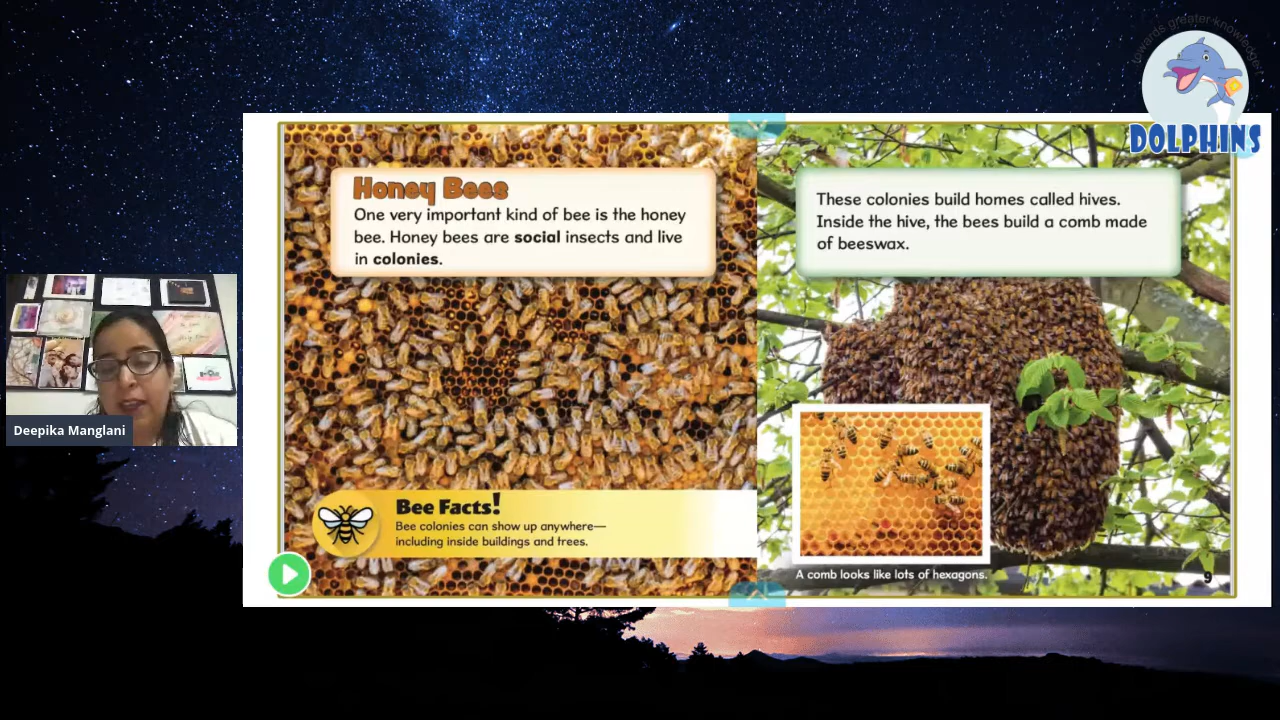 towards greater knowledge!
DOLPHINS
Honey Bees
One very important kind of bee is the honey
bee. Honey bees are social insects and live
in colonies.
These colonies build homes called hives.
Inside the hive, the bees build a comb made
of beeswax.
Deepika Manglani
Bee Facts!
Bee colonies can show up anywhere—
including inside buildings and trees.
A comb looks like lots of hexagons.
9